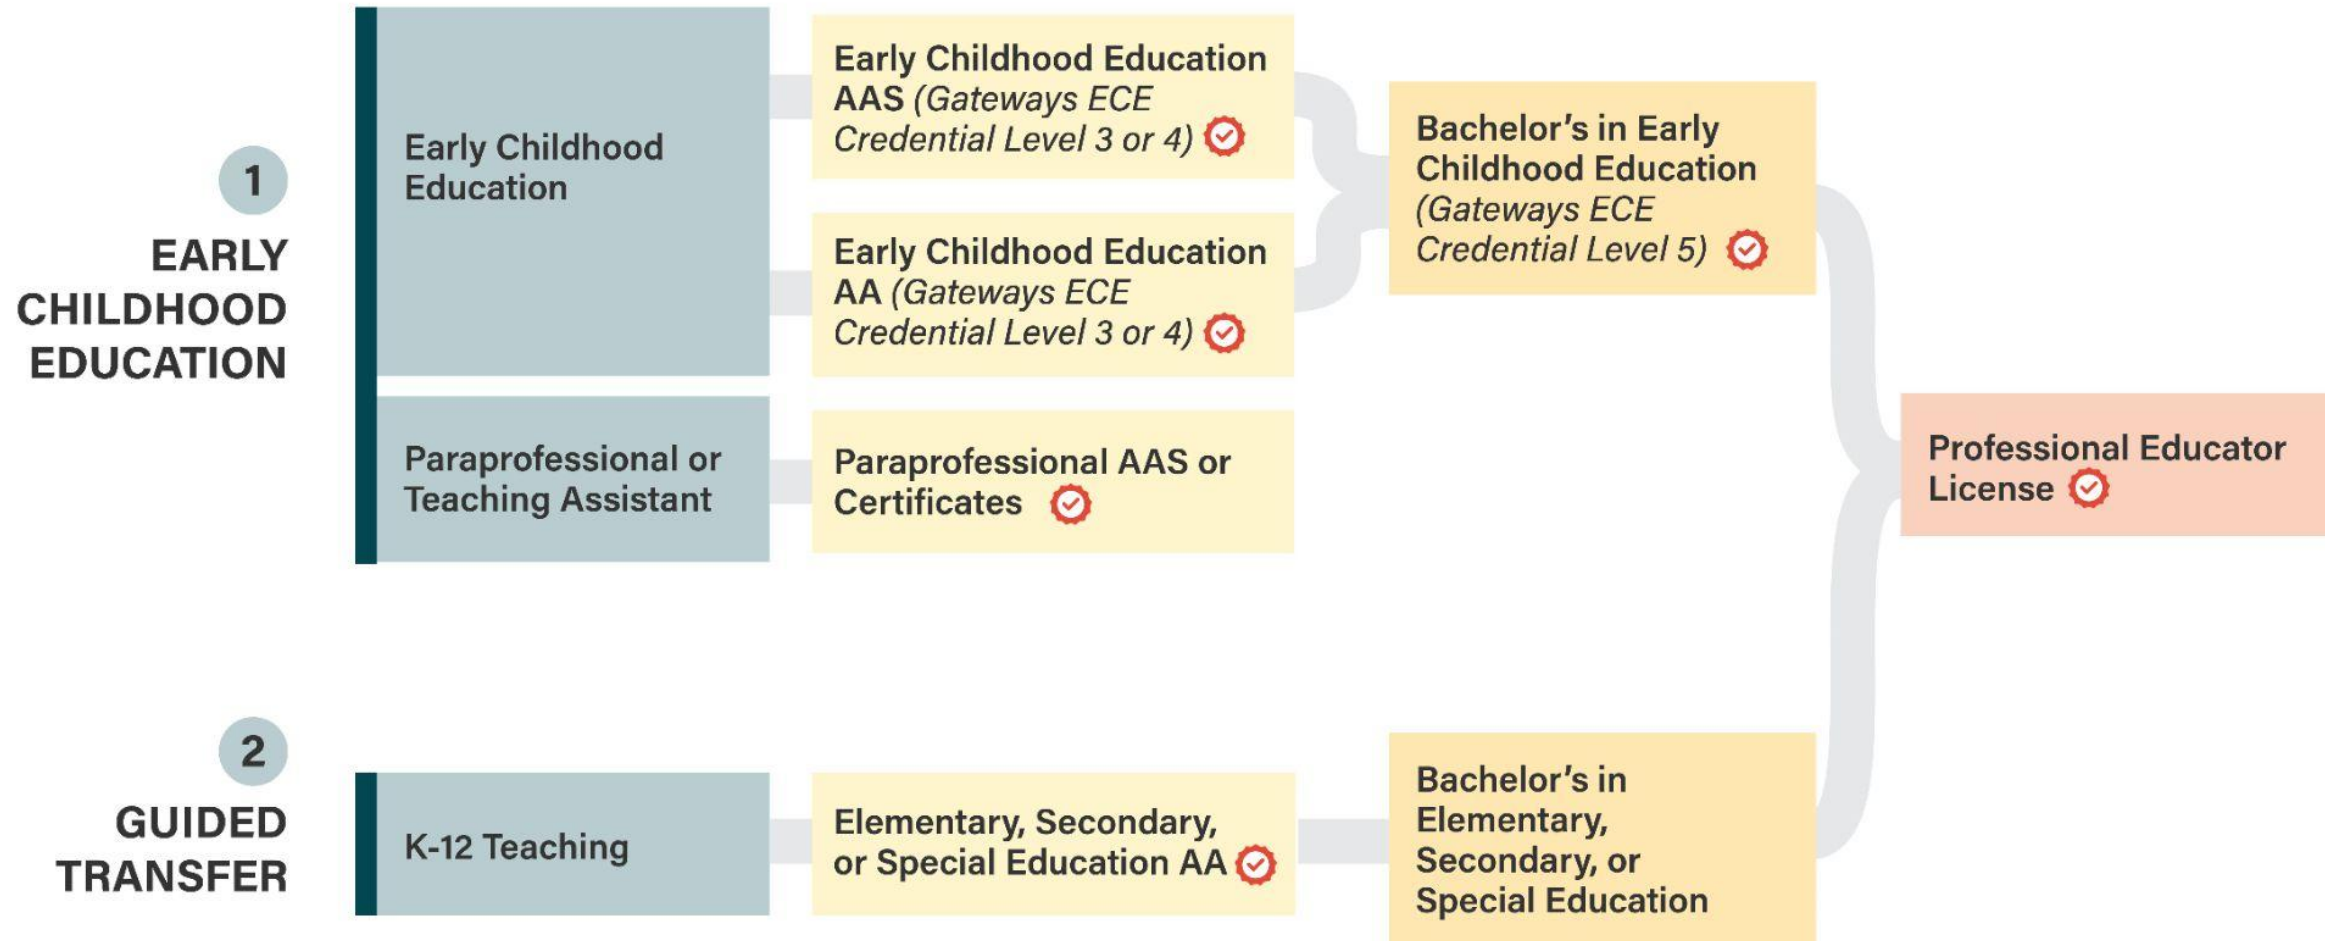 1
EARLY
CHILDHOOD
EDUCATION
Early Childhood
Education
Early Childhood Education
AAS (Gateways ECE
Credential Level 3 or 4)
Early Childhood Education
AA (Gateways ECE
Credential Level 3 or 4)
Bachelor’s in Early
Childhood Education
(Gateways ECE
Credential Level 5)
Paraprofessional or
Teaching Assistant
Paraprofessional AAS or
Certificates
Professional Educator
License
2
GUIDED
TRANSFER
K-12 Teaching
Elementary, Secondary,
or Special Education AA
Bachelor’s in
Elementary,
Secondary, or
Special Education